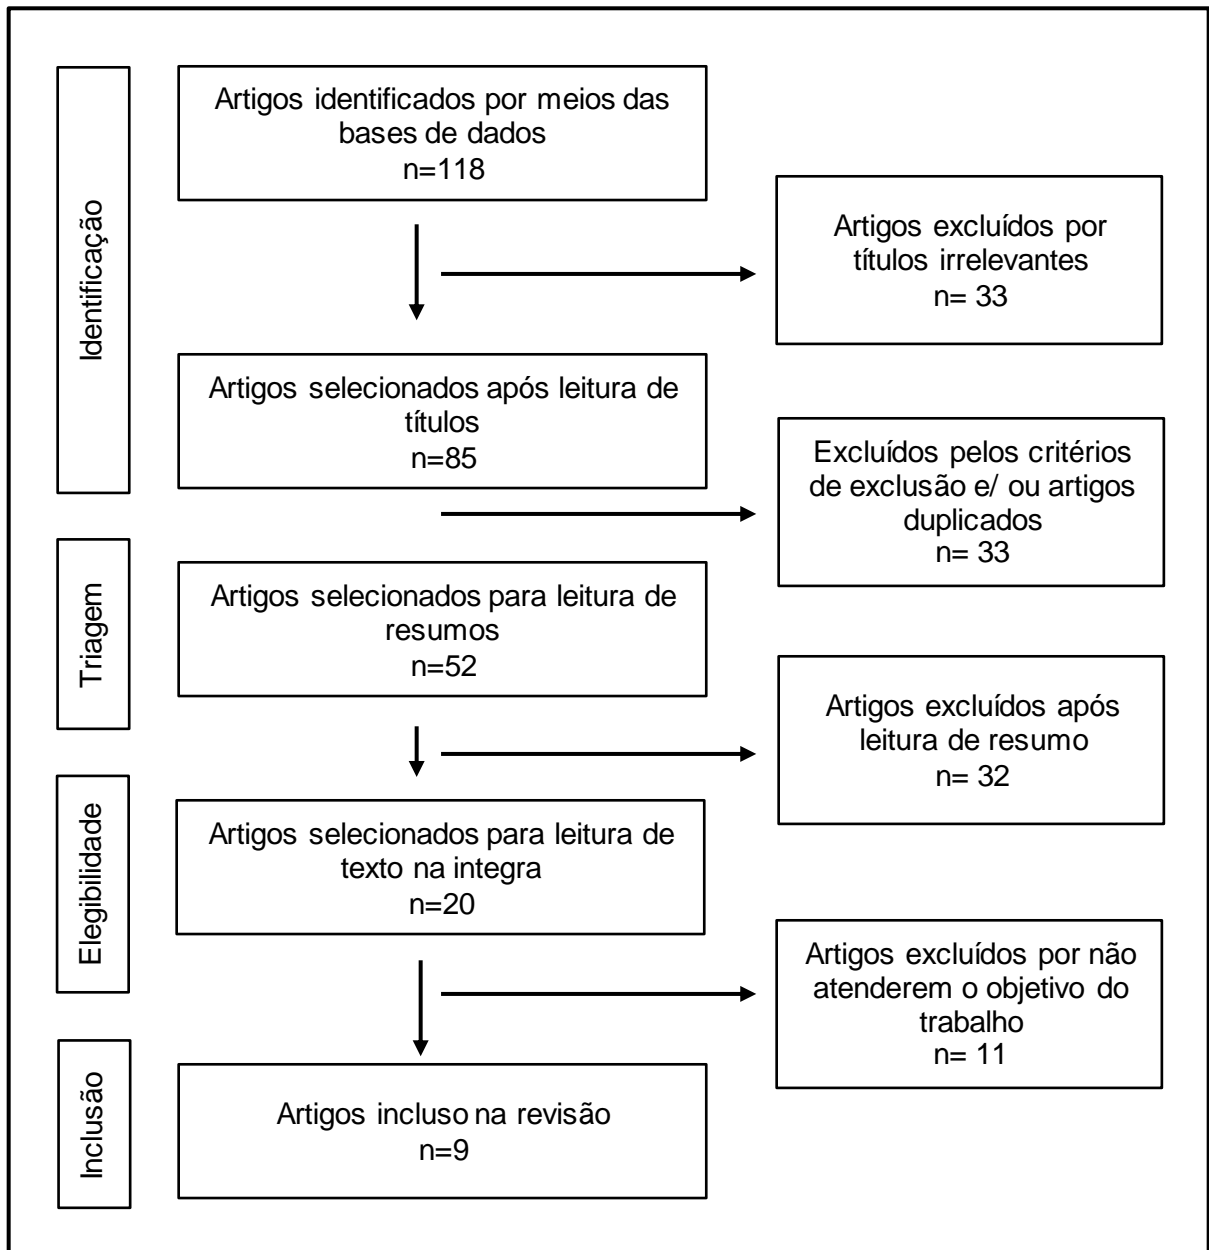 Identificação
Artigos identificados por meios das
bases de dados
n=118
Artigos excluídos por
títulos irrelevantes
n= 33
Artigos selecionados após leitura de
títulos
n=85
Excluídos pelos critérios
de exclusão e/ ou artigos
duplicados
n= 33
Triagem
Artigos selecionados para leitura de
resumos
n=52
Artigos excluídos após
leitura de resumo
n= 32
Elegibilidade
Artigos selecionados para leitura de
texto na integra
n=20
Artigos excluídos por não
atenderem o objetivo do
trabalho
n= 11
Inclusão
Artigos incluso na revisão
n=9